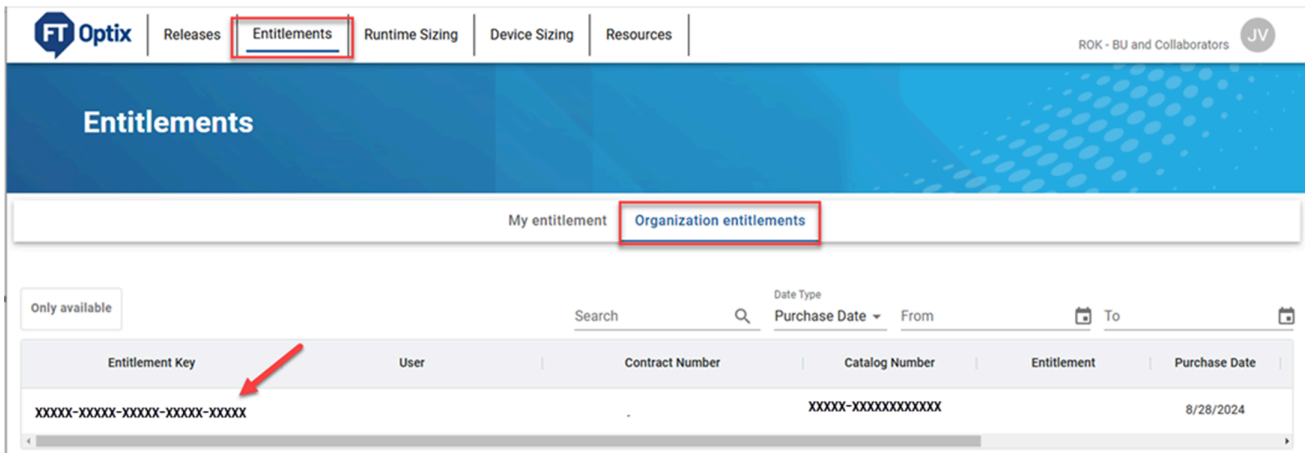 FT Optix Releases Entitlements Runtime Sizing Device Sizing Resources ROK - BU and Collaborators JV
Entitlements
My entitlement Organization entitlements
Only available Search Date Type Purchase Date From To
Entitlement Key User Contract Number Catalog Number Entitlement Purchase Date
XXXXX-XXXXX-XXXXX-XXXXX-XXXXX . XXXXX-XXXXXXXXXXXX 8/28/2024